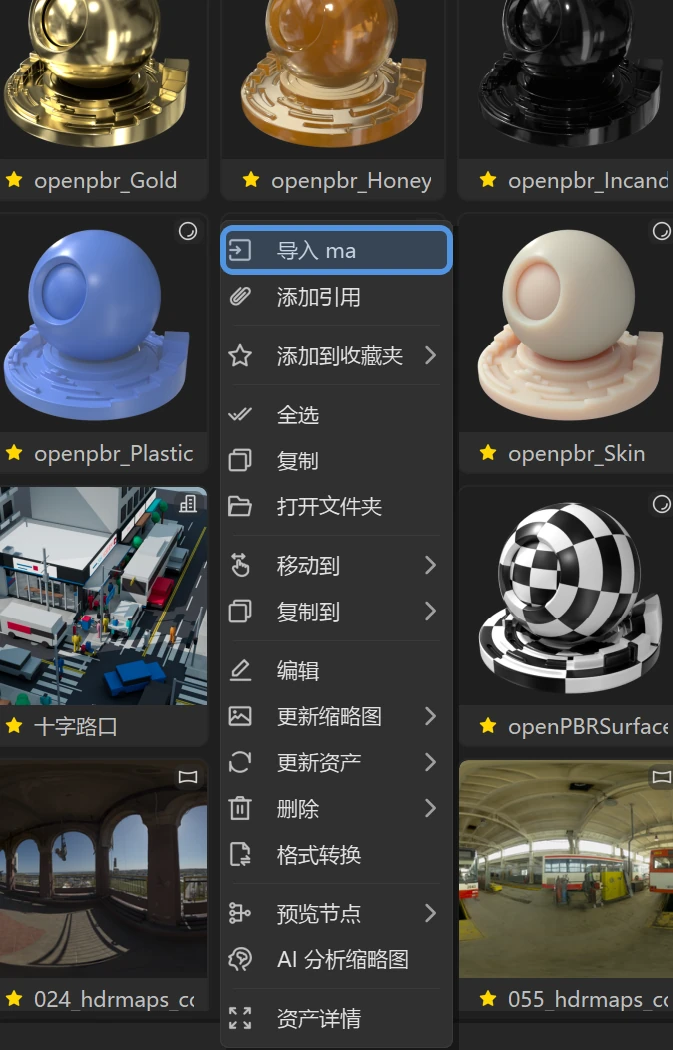 openpbr_Gold
openpbr_Honey
openpbr_Incand
导入 ma
添加引用
添加到收藏夹
全选
复制
打开文件夹
移动到
复制到
编辑
更新缩略图
更新资产
删除
格式转换
预览节点
AI 分析缩略图
资产详情
openpbr_Plastic
openpbr_Skin
十字路口
openPBRSurface
024_hdrmaps_cc
055_hdrmaps_cc